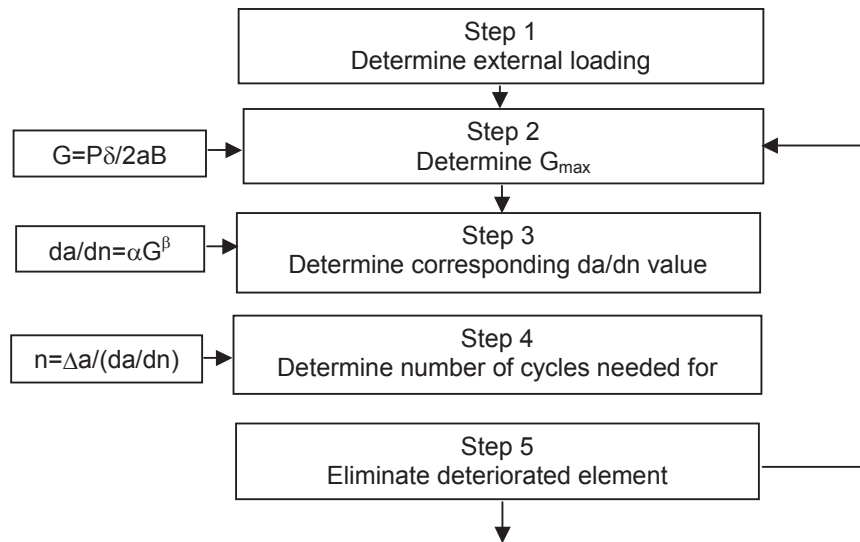 Step 1
Determine external loading
G=Pδ/2aB
Step 2
Determine Gmax
da/dn=αGβ
Step 3
Determine corresponding da/dn value
n=Δa/(da/dn)
Step 4
Determine number of cycles needed for
Step 5
Eliminate deteriorated element